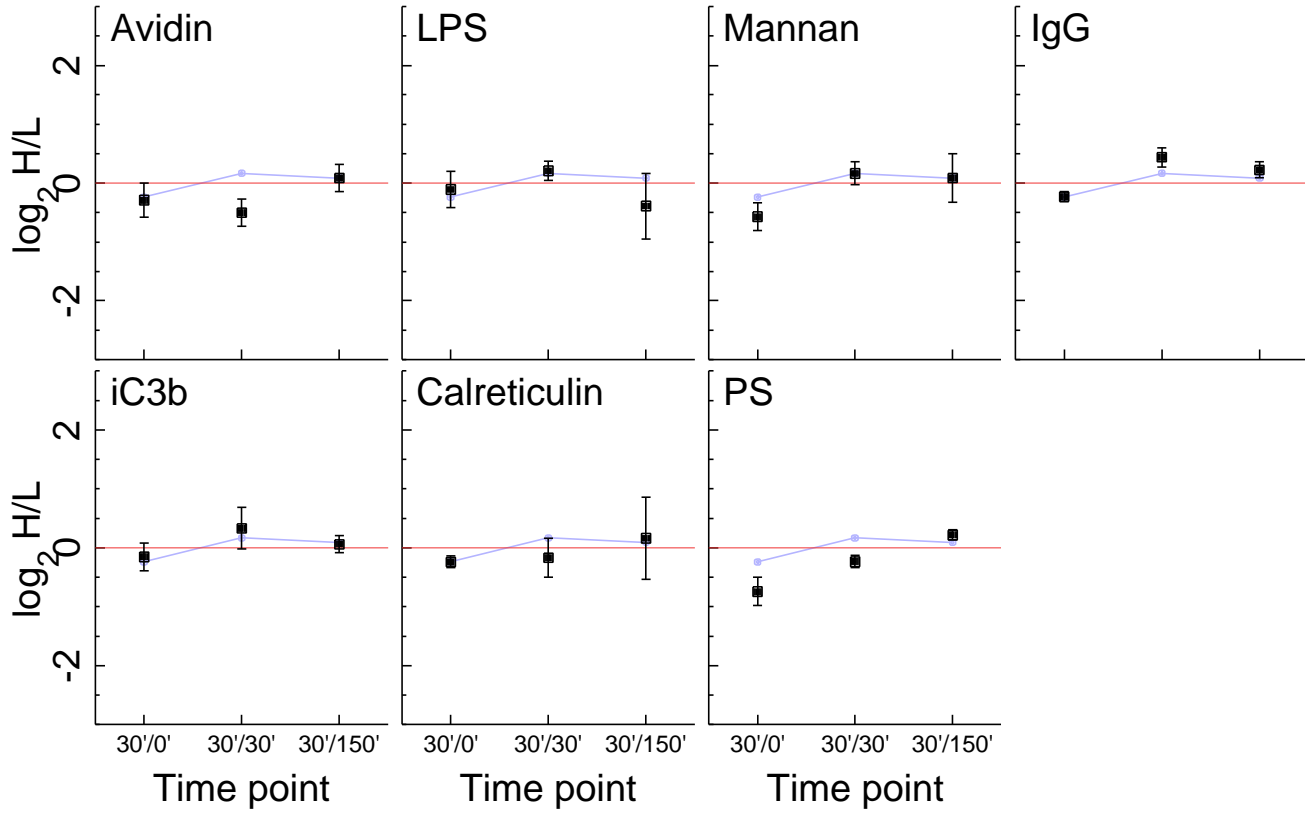 Avidin LPS Mannan IgG
2
0
-2
log2 H/L
iC3b Calreticulin PS
2
0
-2
log2 H/L
30'/0' 30'/30' 30'/150' 30'/0' 30'/30' 30'/150' 30'/0' 30'/30' 30'/150'
Time point Time point Time point